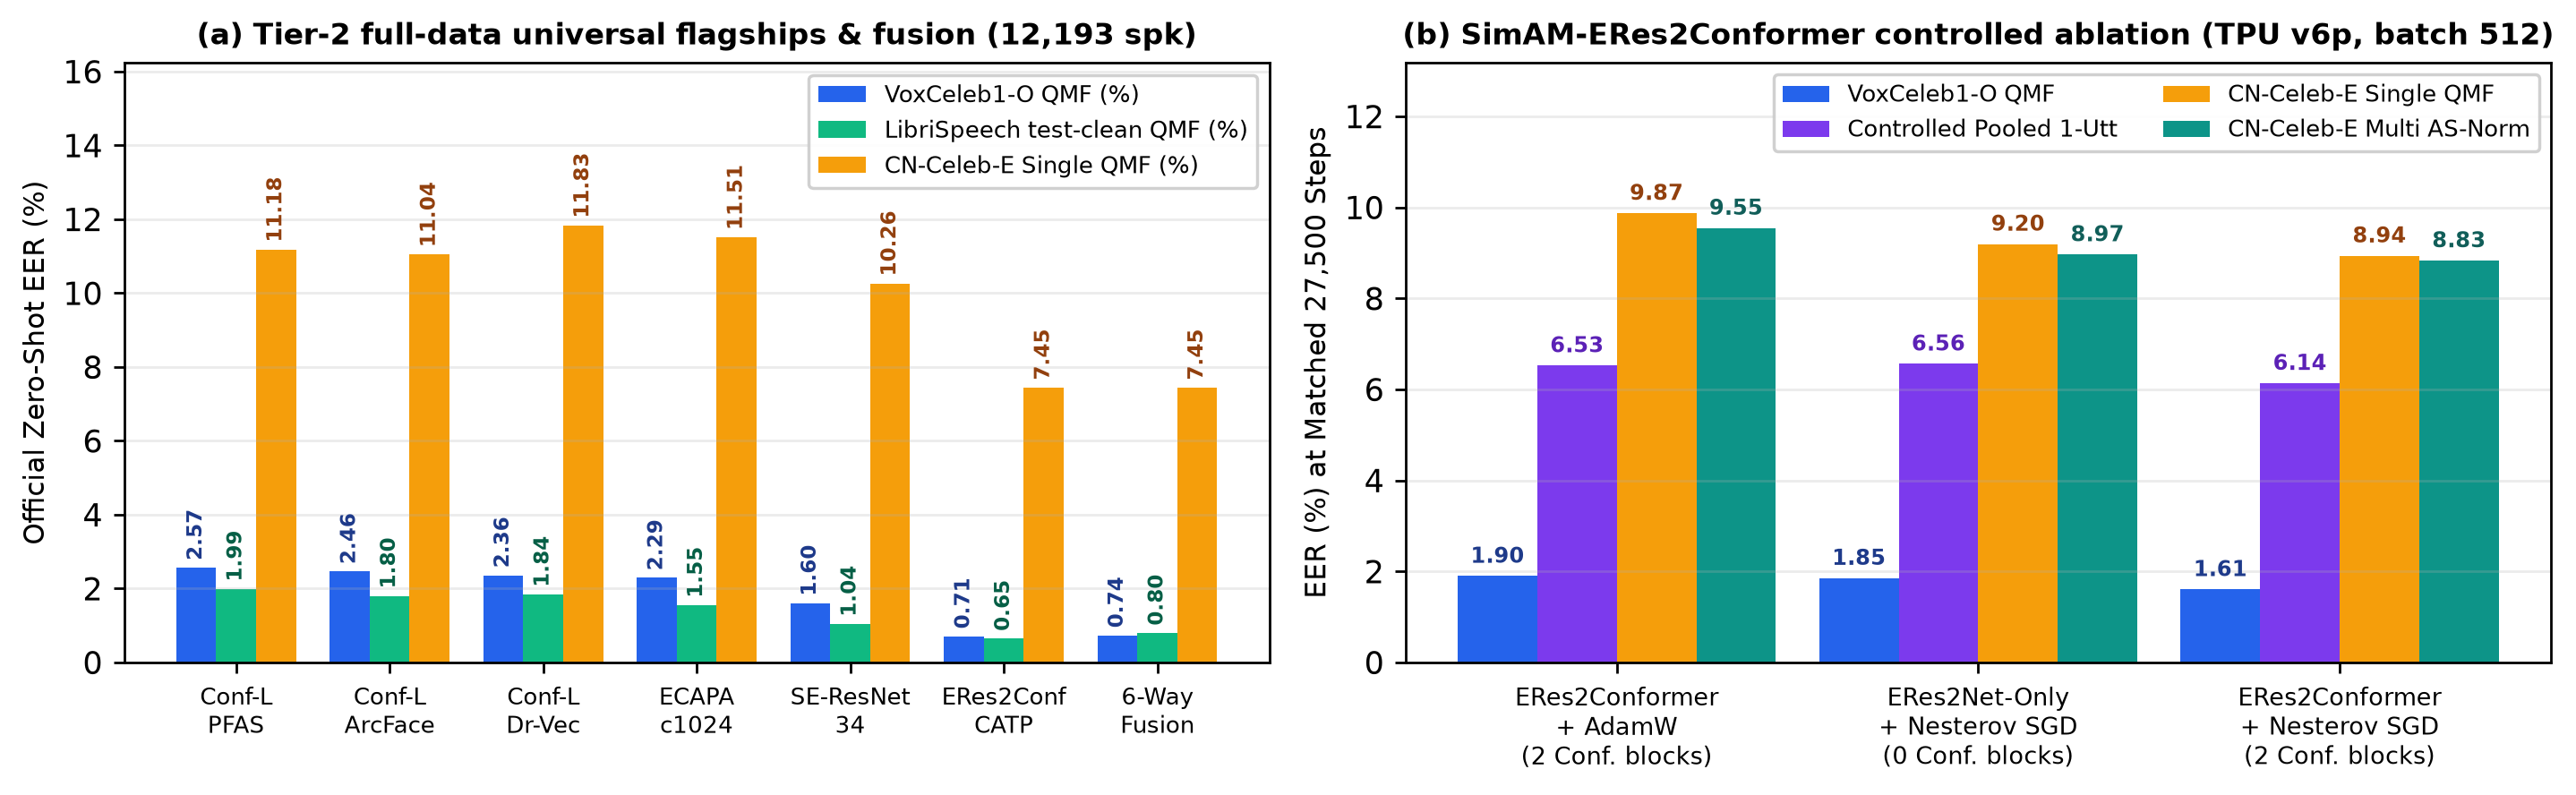 (a) Tier-2 full-data universal flagships & fusion (12,193 spk)
Official Zero-Shot EER (%)
16
14
12
10
8
6
4
2
0
VoxCeleb1-O QMF (%)
LibriSpeech test-clean QMF (%)
CN-Celeb-E Single QMF (%)
2.57
1.99
11.18
2.46
1.80
11.04
2.36
1.84
11.83
2.29
1.55
11.51
1.60
1.04
10.26
0.71
0.65
7.45
0.74
0.80
7.45
Conf-L
PFAS
Conf-L
ArcFace
Conf-L
Dr-Vec
ECAPA
c1024
SE-ResNet
34
ERes2Conf
CATP
6-Way
Fusion
(b) SimAM-ERes2Conformer controlled ablation (TPU v6p, batch 512)
EER (%) at Matched 27,500 Steps
12
10
8
6
4
2
0
VoxCeleb1-O QMF
Controlled Pooled 1-Utt
CN-Celeb-E Single QMF
CN-Celeb-E Multi AS-Norm
1.90
6.53
9.87
9.55
1.85
6.56
9.20
8.97
1.61
6.14
8.94
8.83
ERes2Conformer
+ AdamW
(2 Conf. blocks)
ERes2Net-Only
+ Nesterov SGD
(0 Conf. blocks)
ERes2Conformer
+ Nesterov SGD
(2 Conf. blocks)